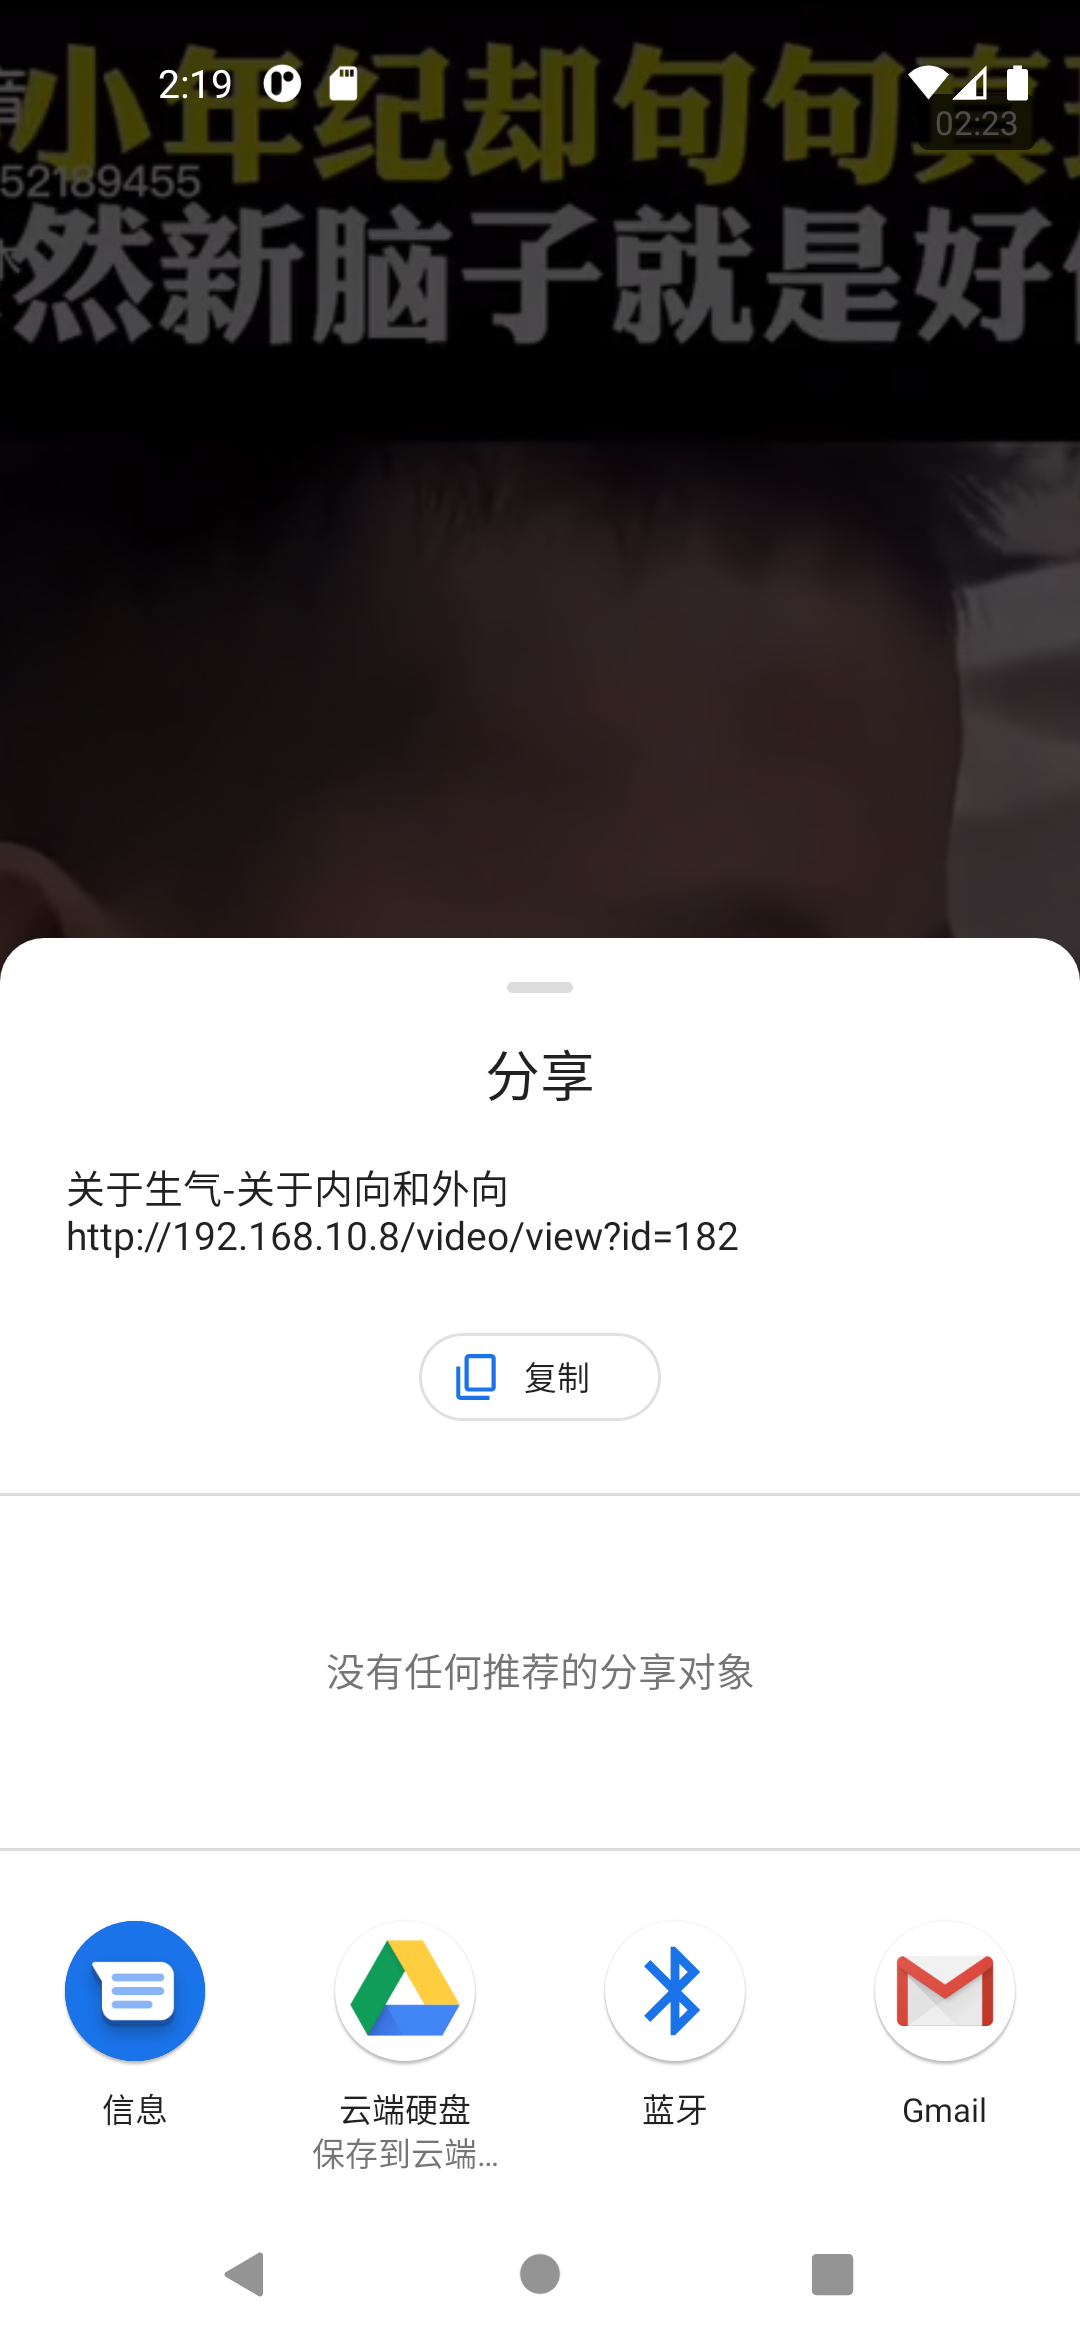 2:19
02:23
小年纪却句句真
52189455
然新脑子就是好
分享
关于生气-关于内向和外向
http://192.168.10.8/video/view?id=182
复制
没有任何推荐的分享对象
信息
云端硬盘
保存到云端...
蓝牙
Gmail